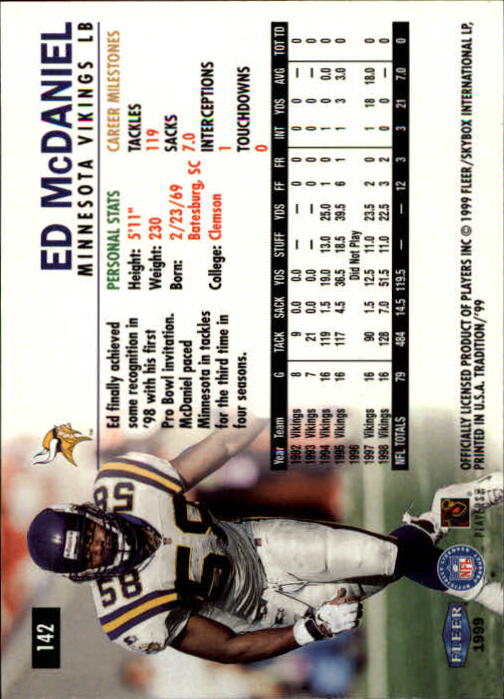 142
ED McDANIEL
MINNESOTA VIKINGS LB
Ed finally achieved
some recognition in
'98 with his first
Pro Bowl invitation.
McDaniel paced
Minnesota in tackles
for the third time in
four seasons.
PERSONAL STATS
Height: 5'11"
Weight: 230
Born: 2/23/69
Batesburg, SC
College: Clemson
CAREER MILESTONES
TACKLES
119
SACKS
7.0
INTERCEPTIONS
1
TOUCHDOWNS
0
Year Team G TACK SACK YDS STUFF YDS FF FR INT YDS AVG TOT TD
1992 Vikings 8 9 0.0 0.0 — — 0 0 0 0 — 0
1993 Vikings 7 21 0.0 0.0 — — 0 0 0 0 — 0
1994 Vikings 16 119 1.5 19.0 13.0 25.0 1 0 1 0 0.0 0
1995 Vikings 16 117 4.5 36.5 18.5 39.5 6 1 1 3 3.0 0
1996 Did Not Play
1997 Vikings 16 90 1.5 12.5 11.0 23.5 2 0 1 18 18.0 0
1998 Vikings 16 128 7.0 51.5 11.0 22.5 3 2 0 0 — 0
NFL TOTALS 79 484 14.5 119.5 — — 12 3 3 21 7.0 0
OFFICIALLY LICENSED PRODUCT OF PLAYERS INC © 1999 FLEER/SKYBOX INTERNATIONAL LP,
PRINTED IN U.S.A. TRADITION/'99
58
58
58
FLEER
1999
NFL
PLAYERS INC